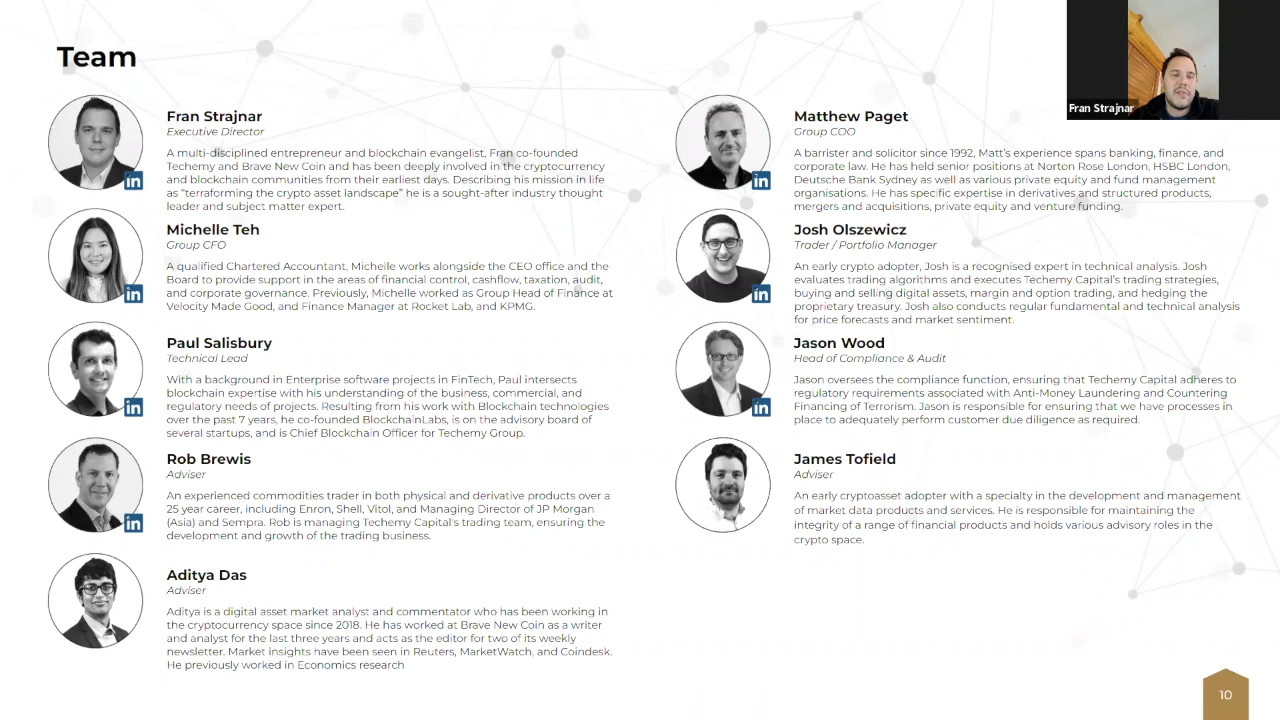 Team
Fran Strajnar
Fran Strajnar
Executive Director
A multi-disciplined entrepreneur and blockchain evangelist, Fran co-founded
Techemy and Brave New Coin and has been deeply involved in the cryptocurrency
and blockchain communities from their earliest days. Describing his mission in life
as “terraforming the crypto asset landscape” he is a sought-after industry thought
leader and subject matter expert.
in
Michelle Teh
Group CFO
A qualified Chartered Accountant, Michelle works alongside the CEO office and the
Board to provide support in the areas of financial control, cashflow, taxation, audit,
and corporate governance. Previously, Michelle worked as Group Head of Finance at
Velocity Made Good, and Finance Manager at Rocket Lab, and KPMG.
in
Paul Salisbury
Technical Lead
With a background in Enterprise software projects in FinTech, Paul intersects
blockchain expertise with his understanding of the business, commercial, and
regulatory needs of projects. Resulting from his work with Blockchain technologies
over the past 7 years, he co-founded BlockchainLabs, is on the advisory board of
several startups, and is Chief Blockchain Officer for Techemy Group.
in
Rob Brewis
Adviser
An experienced commodities trader in both physical and derivative products over a
25 year career, including Enron, Shell, Vitol, and Managing Director of JP Morgan
(Asia) and Sempra. Rob is managing Techemy Capital's trading team, ensuring the
development and growth of the trading business.
in
Aditya Das
Adviser
Aditya is a digital asset market analyst and commentator who has been working in
the cryptocurrency space since 2018. He has worked at Brave New Coin as a writer
and analyst for the last three years and acts as the editor for two of its weekly
newsletter. Market insights have been seen in Reuters, MarketWatch, and Coindesk.
He previously worked in Economics research
Matthew Paget
Group COO
A barrister and solicitor since 1992, Matt’s experience spans banking, finance, and
corporate law. He has held senior positions at Norton Rose London, HSBC London,
Deutsche Bank Sydney as well as various private equity and fund management
organisations. He has specific expertise in derivatives and structured products,
mergers and acquisitions, private equity and venture funding.
in
Josh Olszewicz
Trader / Portfolio Manager
An early crypto adopter, Josh is a recognised expert in technical analysis. Josh
evaluates trading algorithms and executes Techemy Capital’s trading strategies,
buying and selling digital assets, margin and option trading, and hedging the
proprietary treasury. Josh also conducts regular fundamental and technical analysis
for price forecasts and market sentiment.
in
Jason Wood
Head of Compliance & Audit
Jason oversees the compliance function, ensuring that Techemy Capital adheres to
regulatory requirements associated with Anti-Money Laundering and Countering
Financing of Terrorism. Jason is responsible for ensuring that we have processes in
place to adequately perform customer due diligence as required.
in
James Tofield
Adviser
An early cryptoasset adopter with a specialty in the development and management
of market data products and services. He is responsible for maintaining the
integrity of a range of financial products and holds various advisory roles in the
crypto space.
10